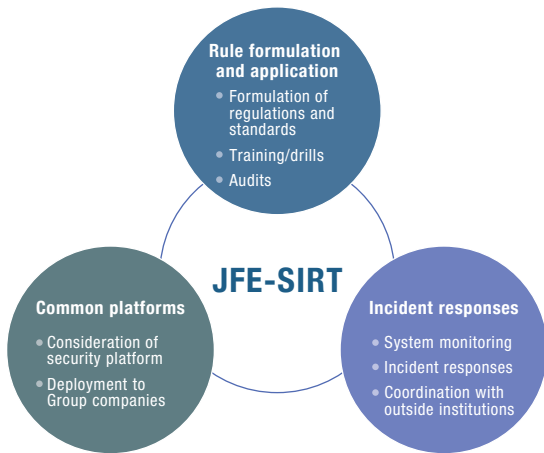 Rule formulation
and application
• Formulation of
regulations and
standards
• Training/drills
• Audits
JFE-SIRT
Common platforms
• Consideration of
security platform
• Deployment to
Group companies
Incident responses
• System monitoring
• Incident responses
• Coordination with
outside institutions